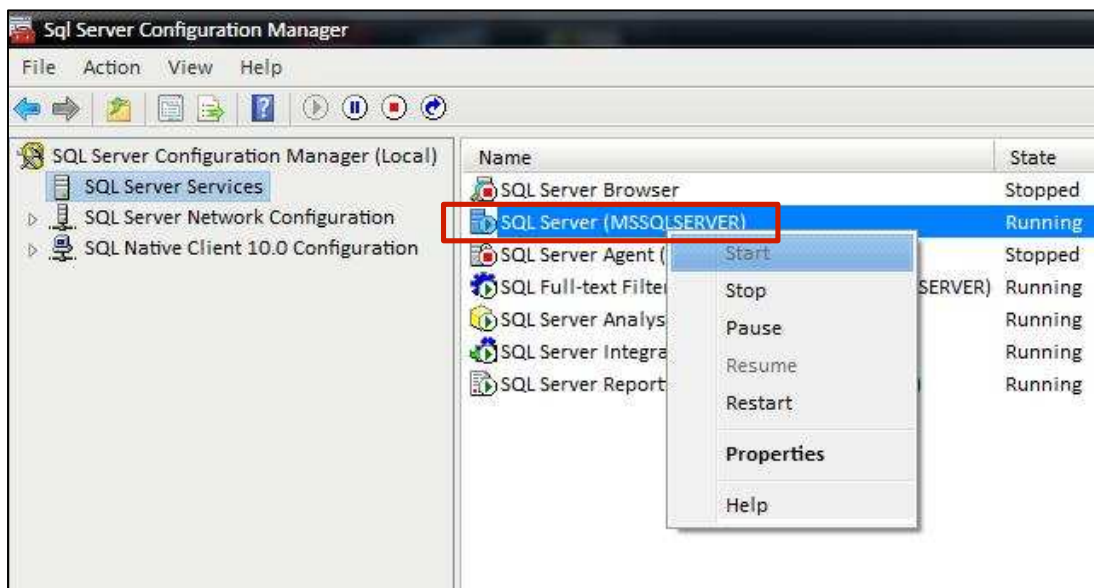 Sql Server Configuration Manager
File Action View Help
SQL Server Configuration Manager (Local)
SQL Server Services
SQL Server Network Configuration
SQL Native Client 10.0 Configuration
Name State
SQL Server Browser Stopped
SQL Server (MSSQLSERVER) Running
SQL Server Agent ( Stopped
SQL Full-text Filte SERVER) Running
SQL Server Analys Running
SQL Server Integra Running
SQL Server Report Running
Start
Stop
Pause
Resume
Restart
Properties
Help